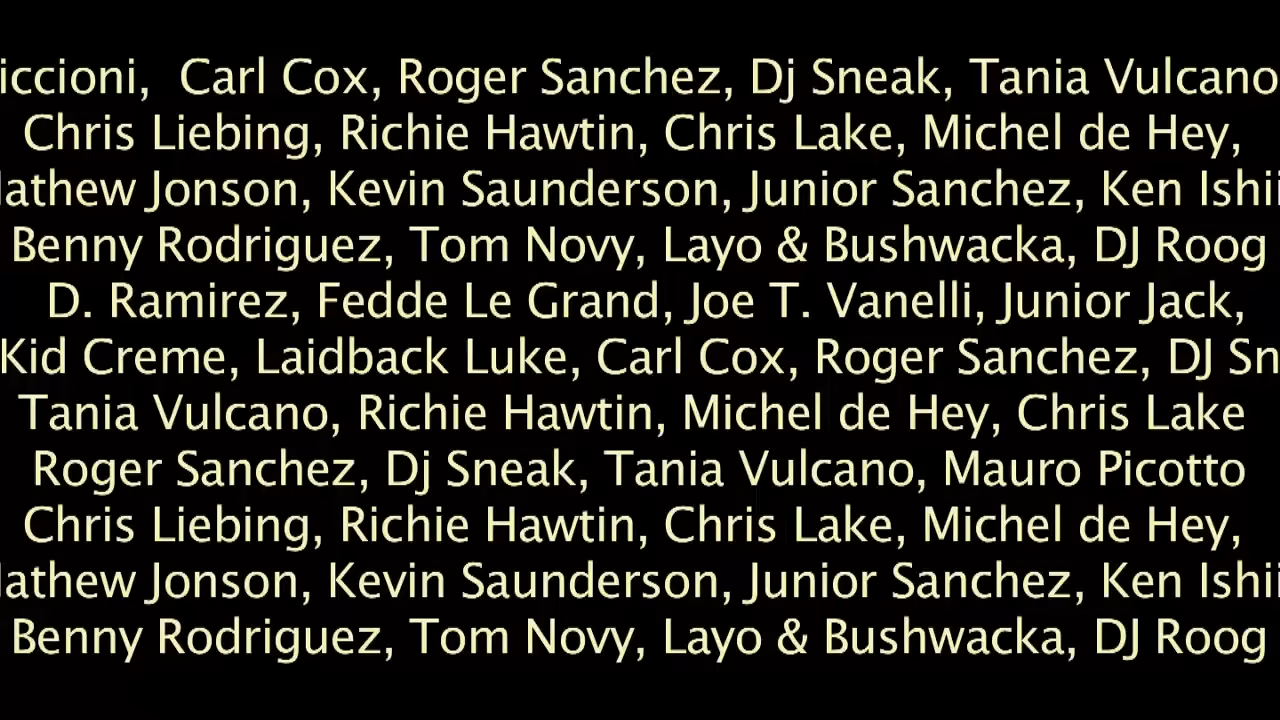 iccioni, Carl Cox, Roger Sanchez, Dj Sneak, Tania Vulcano
Chris Liebing, Richie Hawtin, Chris Lake, Michel de Hey,
athew Jonson, Kevin Saunderson, Junior Sanchez, Ken Ishii
Benny Rodriguez, Tom Novy, Layo & Bushwacka, DJ Roog
D. Ramirez, Fedde Le Grand, Joe T. Vanelli, Junior Jack,
Kid Creme, Laidback Luke, Carl Cox, Roger Sanchez, DJ Sn
Tania Vulcano, Richie Hawtin, Michel de Hey, Chris Lake
Roger Sanchez, Dj Sneak, Tania Vulcano, Mauro Picotto
Chris Liebing, Richie Hawtin, Chris Lake, Michel de Hey,
athew Jonson, Kevin Saunderson, Junior Sanchez, Ken Ishii
Benny Rodriguez, Tom Novy, Layo & Bushwacka, DJ Roog